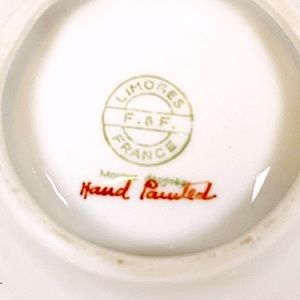 LIMOGES
F. & F.
FRANCE
Hand Painted